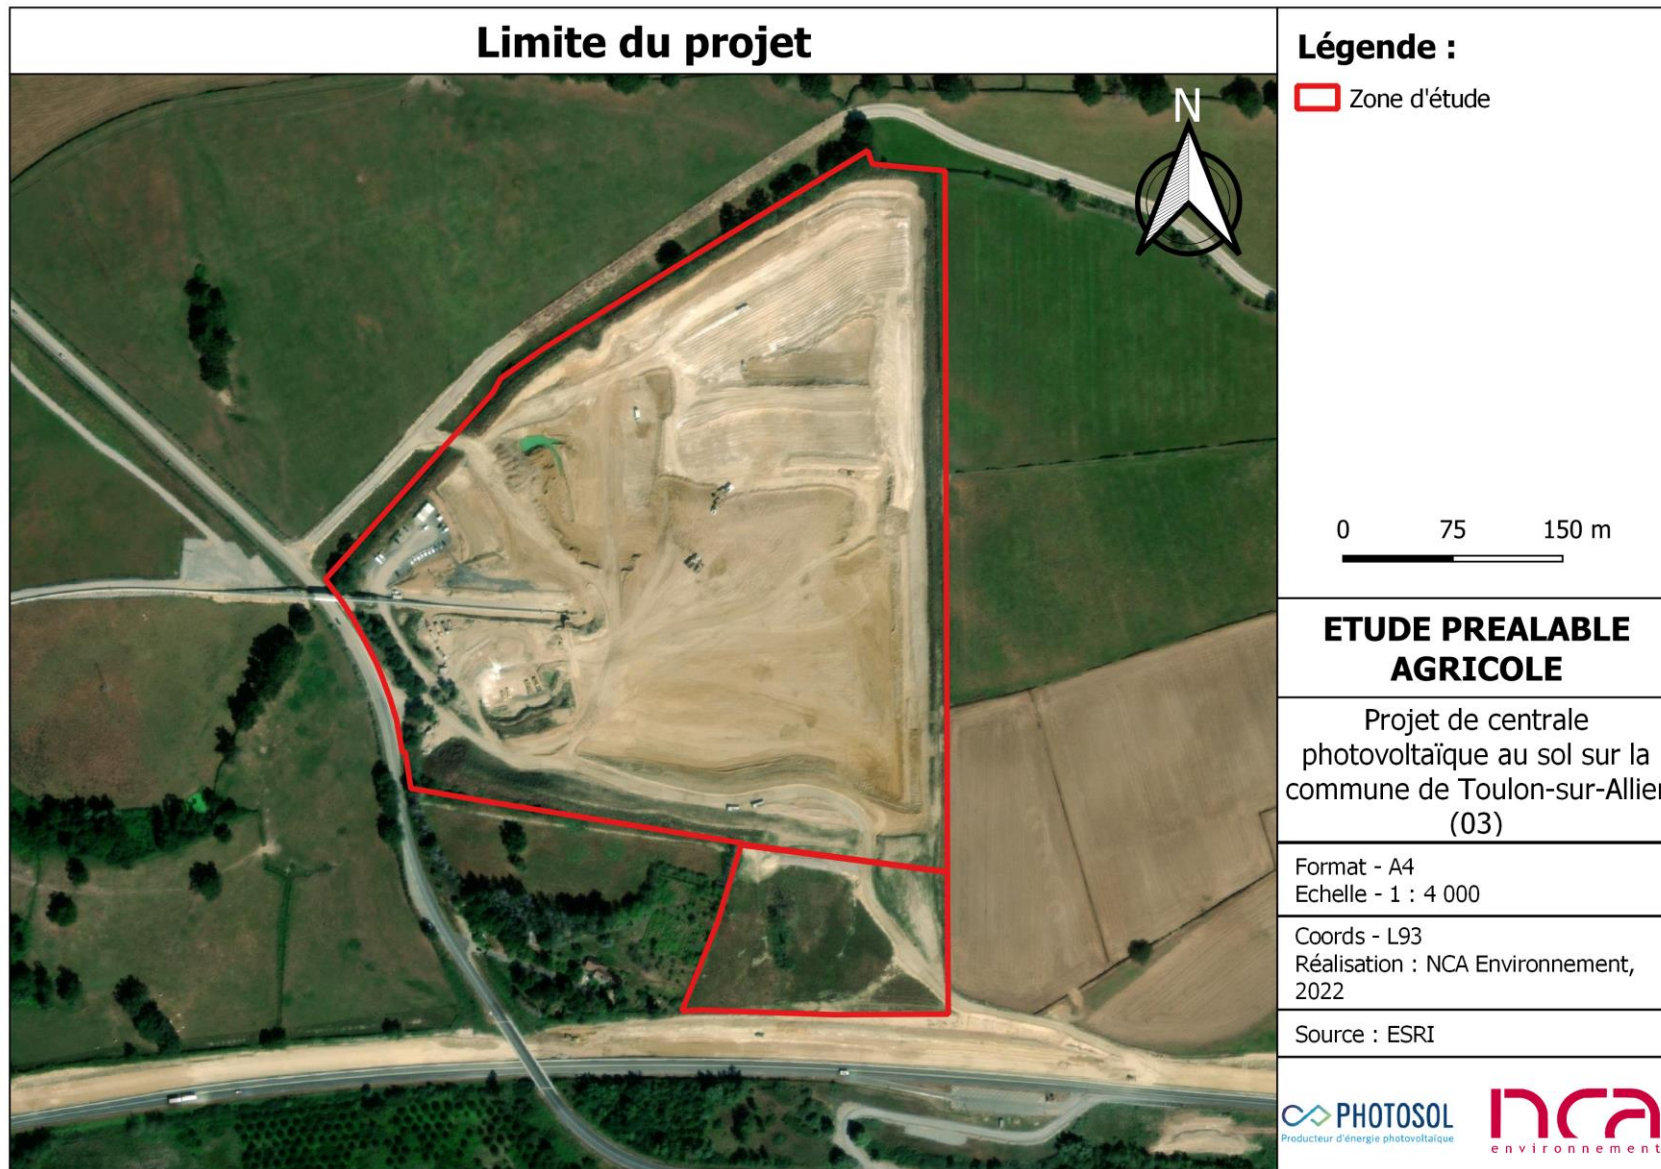 Limite du projet
N
Légende :
Zone d'étude
0 75 150 m
ETUDE PREALABLE
AGRICOLE
Projet de centrale
photovoltaïque au sol sur la
commune de Toulon-sur-Allier
(03)
Format - A4
Echelle - 1 : 4 000
Coords - L93
Réalisation : NCA Environnement,
2022
Source : ESRI
PHOTOSOL
Producteur d'énergie photovoltaïque
nca
environnement